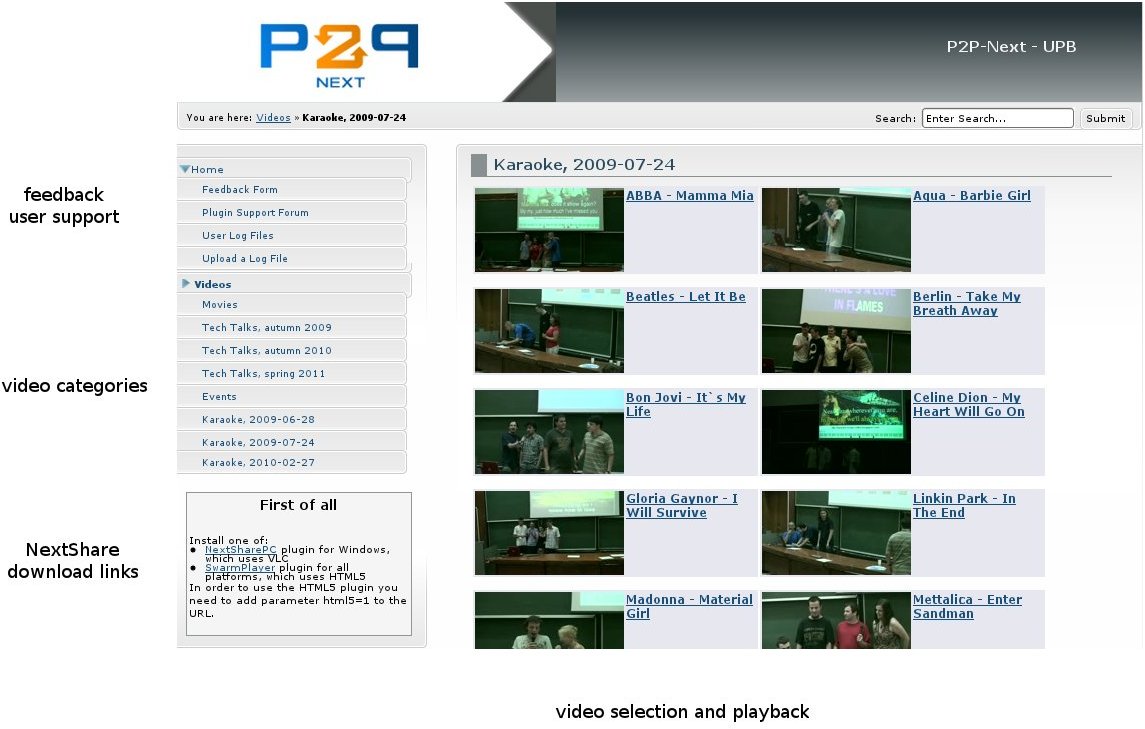 P2P
NEXT
P2P-Next - UPB
You are here: Videos » Karaoke, 2009-07-24
Search: Enter Search... Submit
feedback
user support
Home
Feedback Form
Plugin Support Forum
User Log Files
Upload a Log File
video categories
Videos
Movies
Tech Talks, autumn 2009
Tech Talks, autumn 2010
Tech Talks, spring 2011
Events
Karaoke, 2009-06-28
Karaoke, 2009-07-24
Karaoke, 2010-02-27
NextShare
download links
First of all
Install one of:
NextSharePC plugin for Windows,
which uses VLC
SwarmPlayer plugin for all
platforms, which uses HTML5
In order to use the HTML5 plugin you
need to add parameter html5=1 to the
URL.
Karaoke, 2009-07-24
ABBA - Mamma Mia
Aqua - Barbie Girl
Beatles - Let It Be
Berlin - Take My
Breath Away
THERE'S A LOVE
IN FLAMES
Bon Jovi - It`s My
Life
Celine Dion - My
Heart Will Go On
Gloria Gaynor - I
Will Survive
Linkin Park - In
The End
Madonna - Material
Girl
Mettalica - Enter
Sandman
video selection and playback